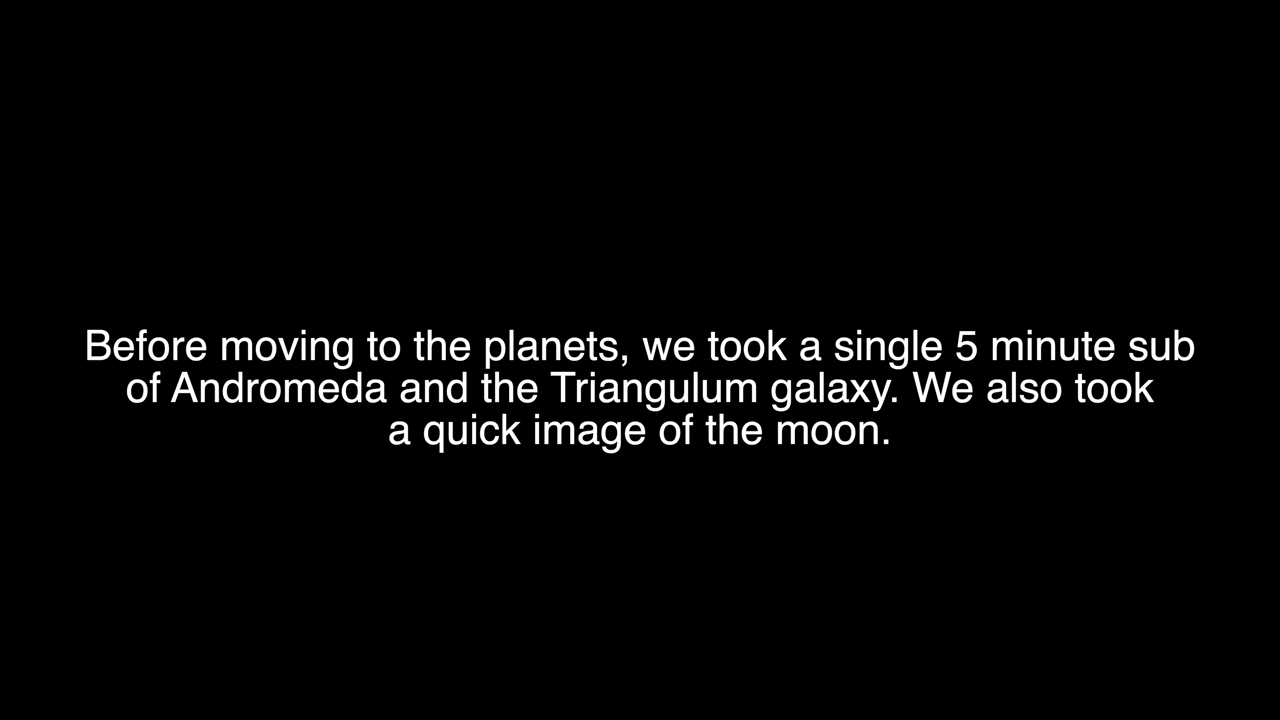 Before moving to the planets, we took a single 5 minute sub
of Andromeda and the Triangulum galaxy. We also took
a quick image of the moon.